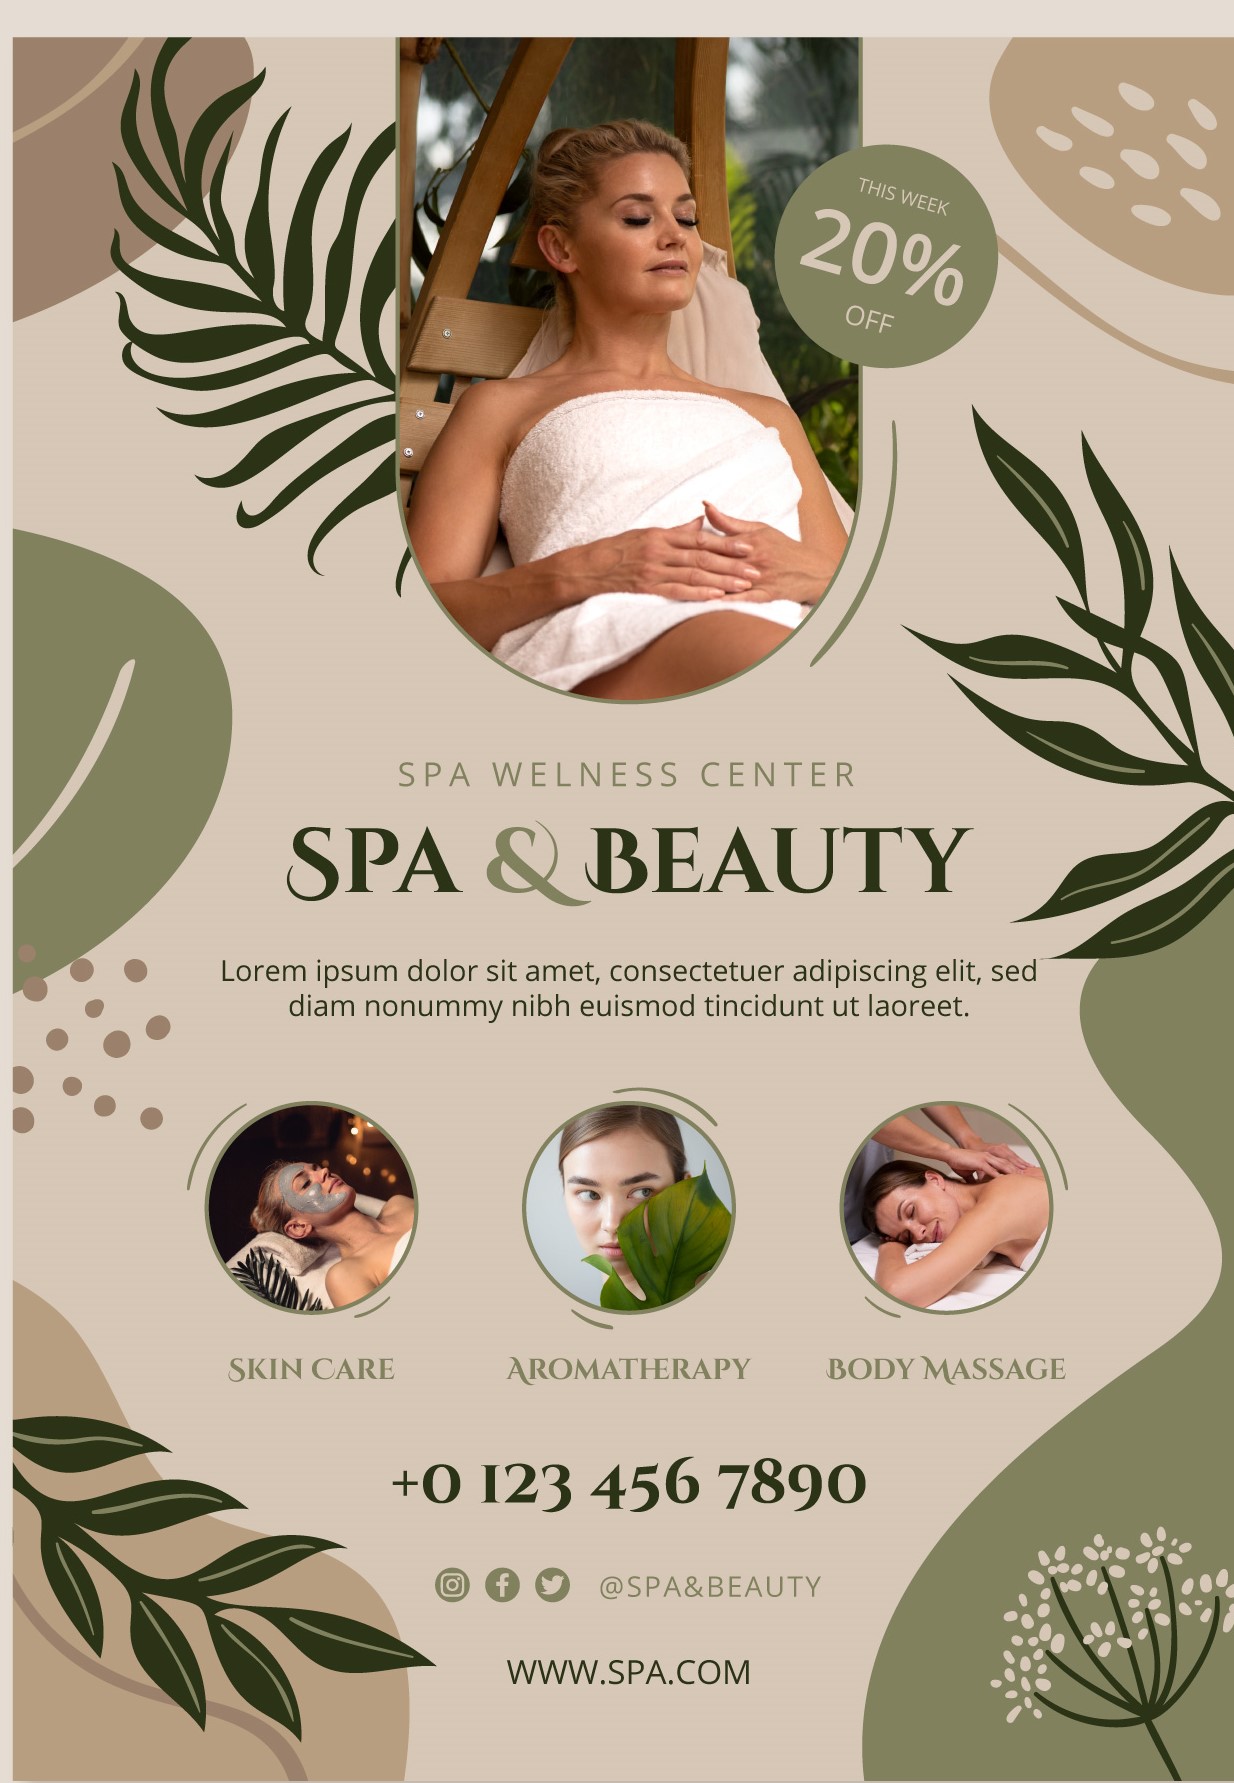 THIS WEEK
20%
OFF
SPA WELNESS CENTER
SPA & BEAUTY
Lorem ipsum dolor sit amet, consectetuer adipiscing elit, sed
diam nonummy nibh euismod tincidunt ut laoreet.
SKIN CARE
AROMATHERAPY
BODY MASSAGE
+0 123 456 7890
@SPA&BEAUTY
WWW.SPA.COM